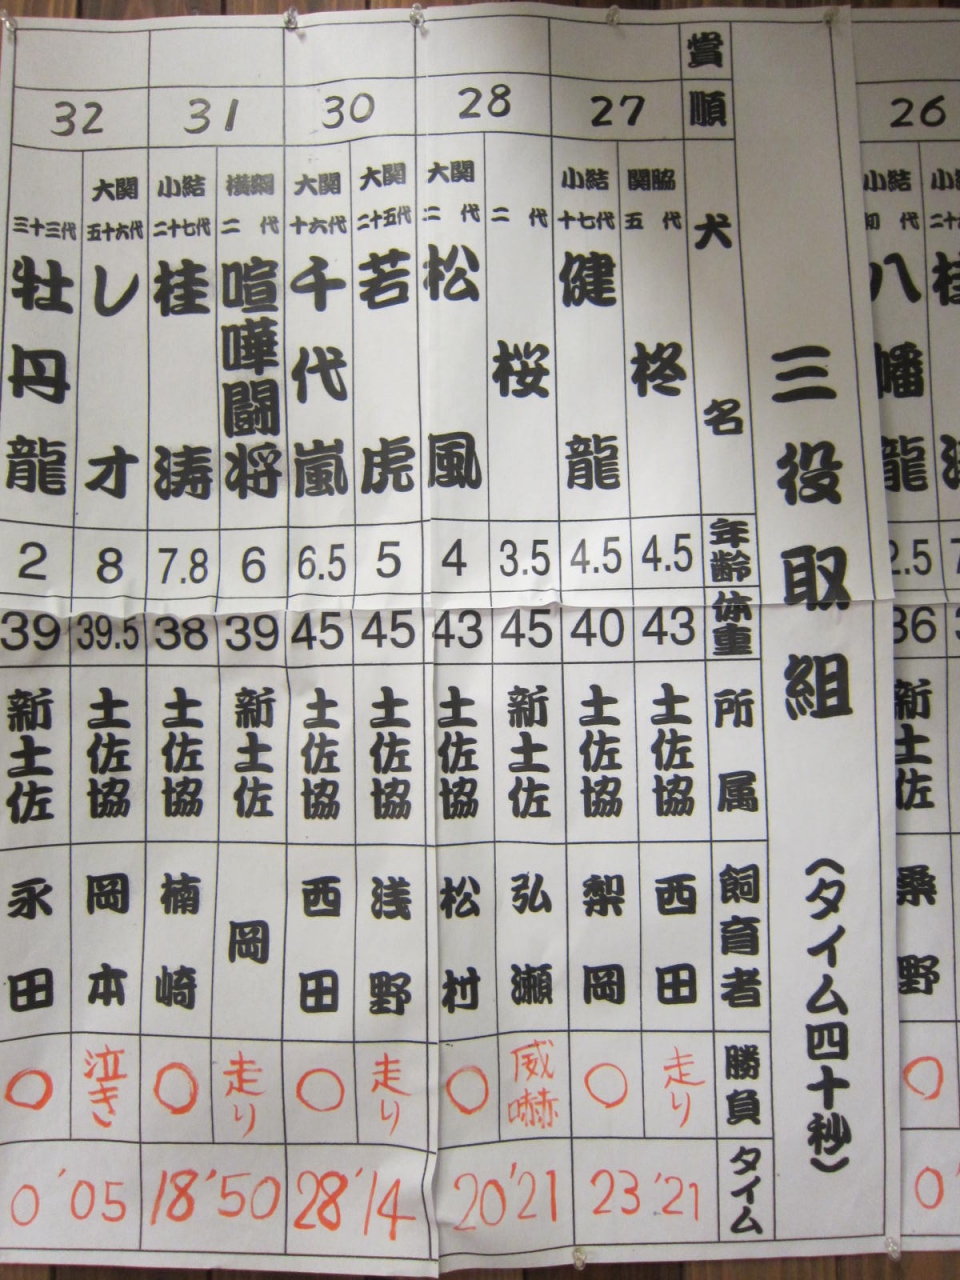 三役取組 (タイム四十秒)
賞
順
犬名
年齢
体重
所属
飼育者
勝負
タイム
27
関脇
五代
柊
4.5
43
土佐協
西田
走り
小結
十七代
健龍
4.5
40
土佐協
梨岡
○
23'21
28
二代
桜
3.5
45
新土佐
弘瀬
威嚇
大関
二代
松風
4
43
土佐協
松村
○
20'21
30
大関
二十五代
若虎
5
45
土佐協
浅野
走り
大関
十六代
千代嵐
6.5
45
土佐協
西田
○
28'14
31
横綱
二代
喧嘩闘将
6
39
新土佐
岡
走り
小結
二十七代
桂涛
7.8
38
土佐協
楠崎
○
18'50
32
大関
五十六代
しオ
8
39.5
土佐協
岡本
泣き
三十三代
牡丹龍
2
39
新土佐
永田
○
0'05
26
小結
初代
八幡龍
2.5
36
新土佐
桑野
○
0'